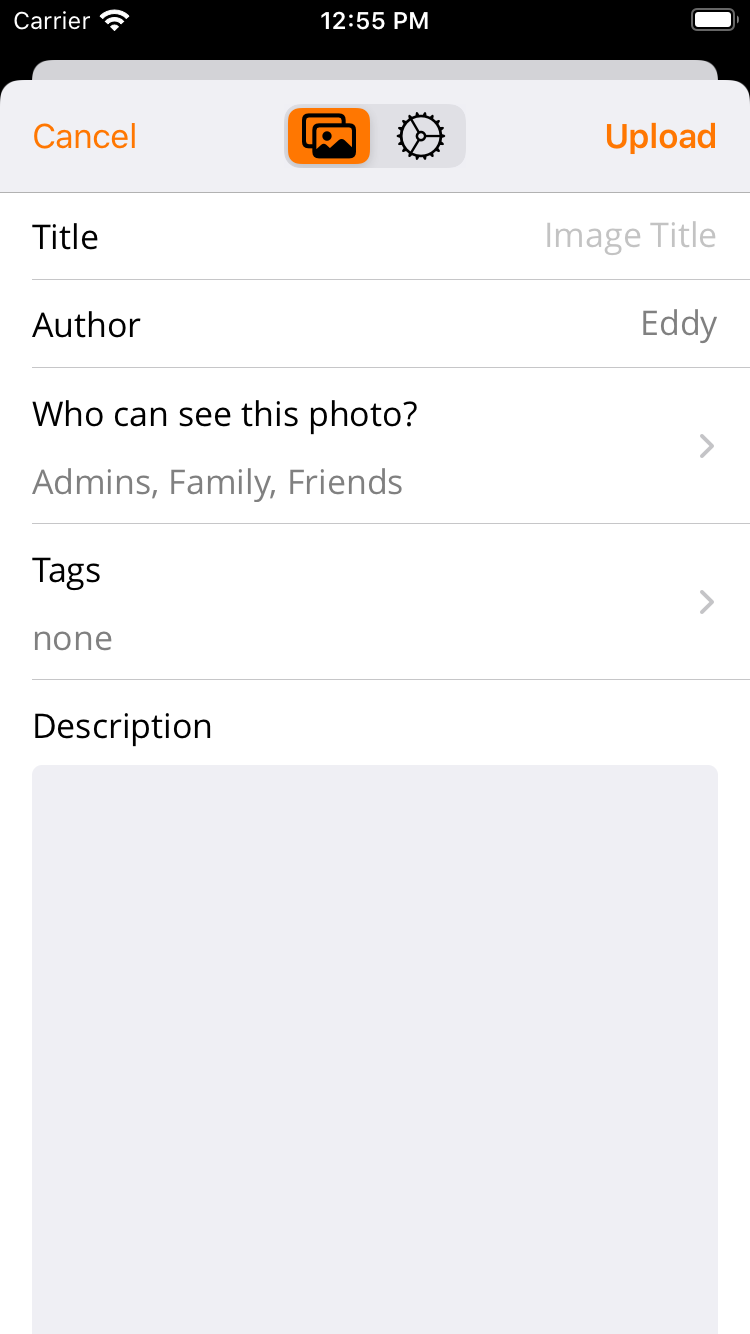 Carrier 12:55 PM
Cancel Upload
Title Image Title
Author Eddy
Who can see this photo?
Admins, Family, Friends
Tags
none
Description